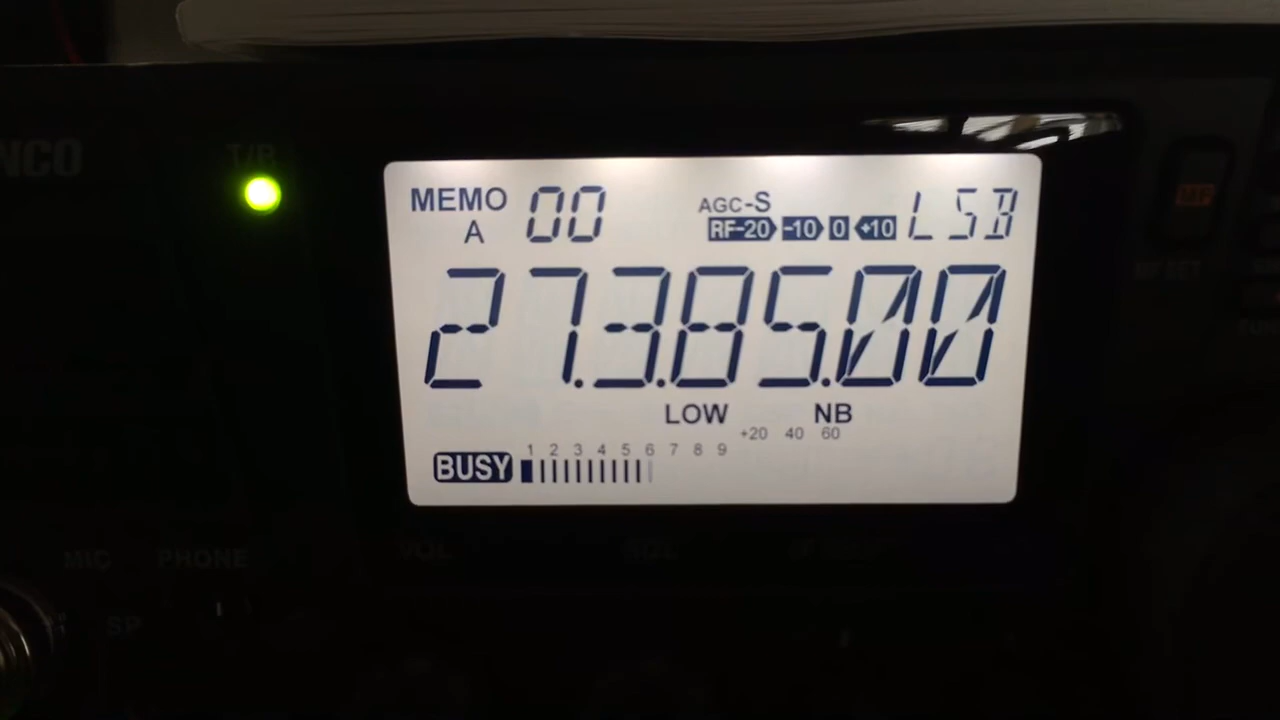 NCO
T/R
MEMO 00 AGC-S LSB
A RF-20 -10 0 +10
27.385.00
LOW NB
+20 40 60
1 2 3 4 5 6 7 8 9
BUSY
MIC PHONE
VOL SQL
SP